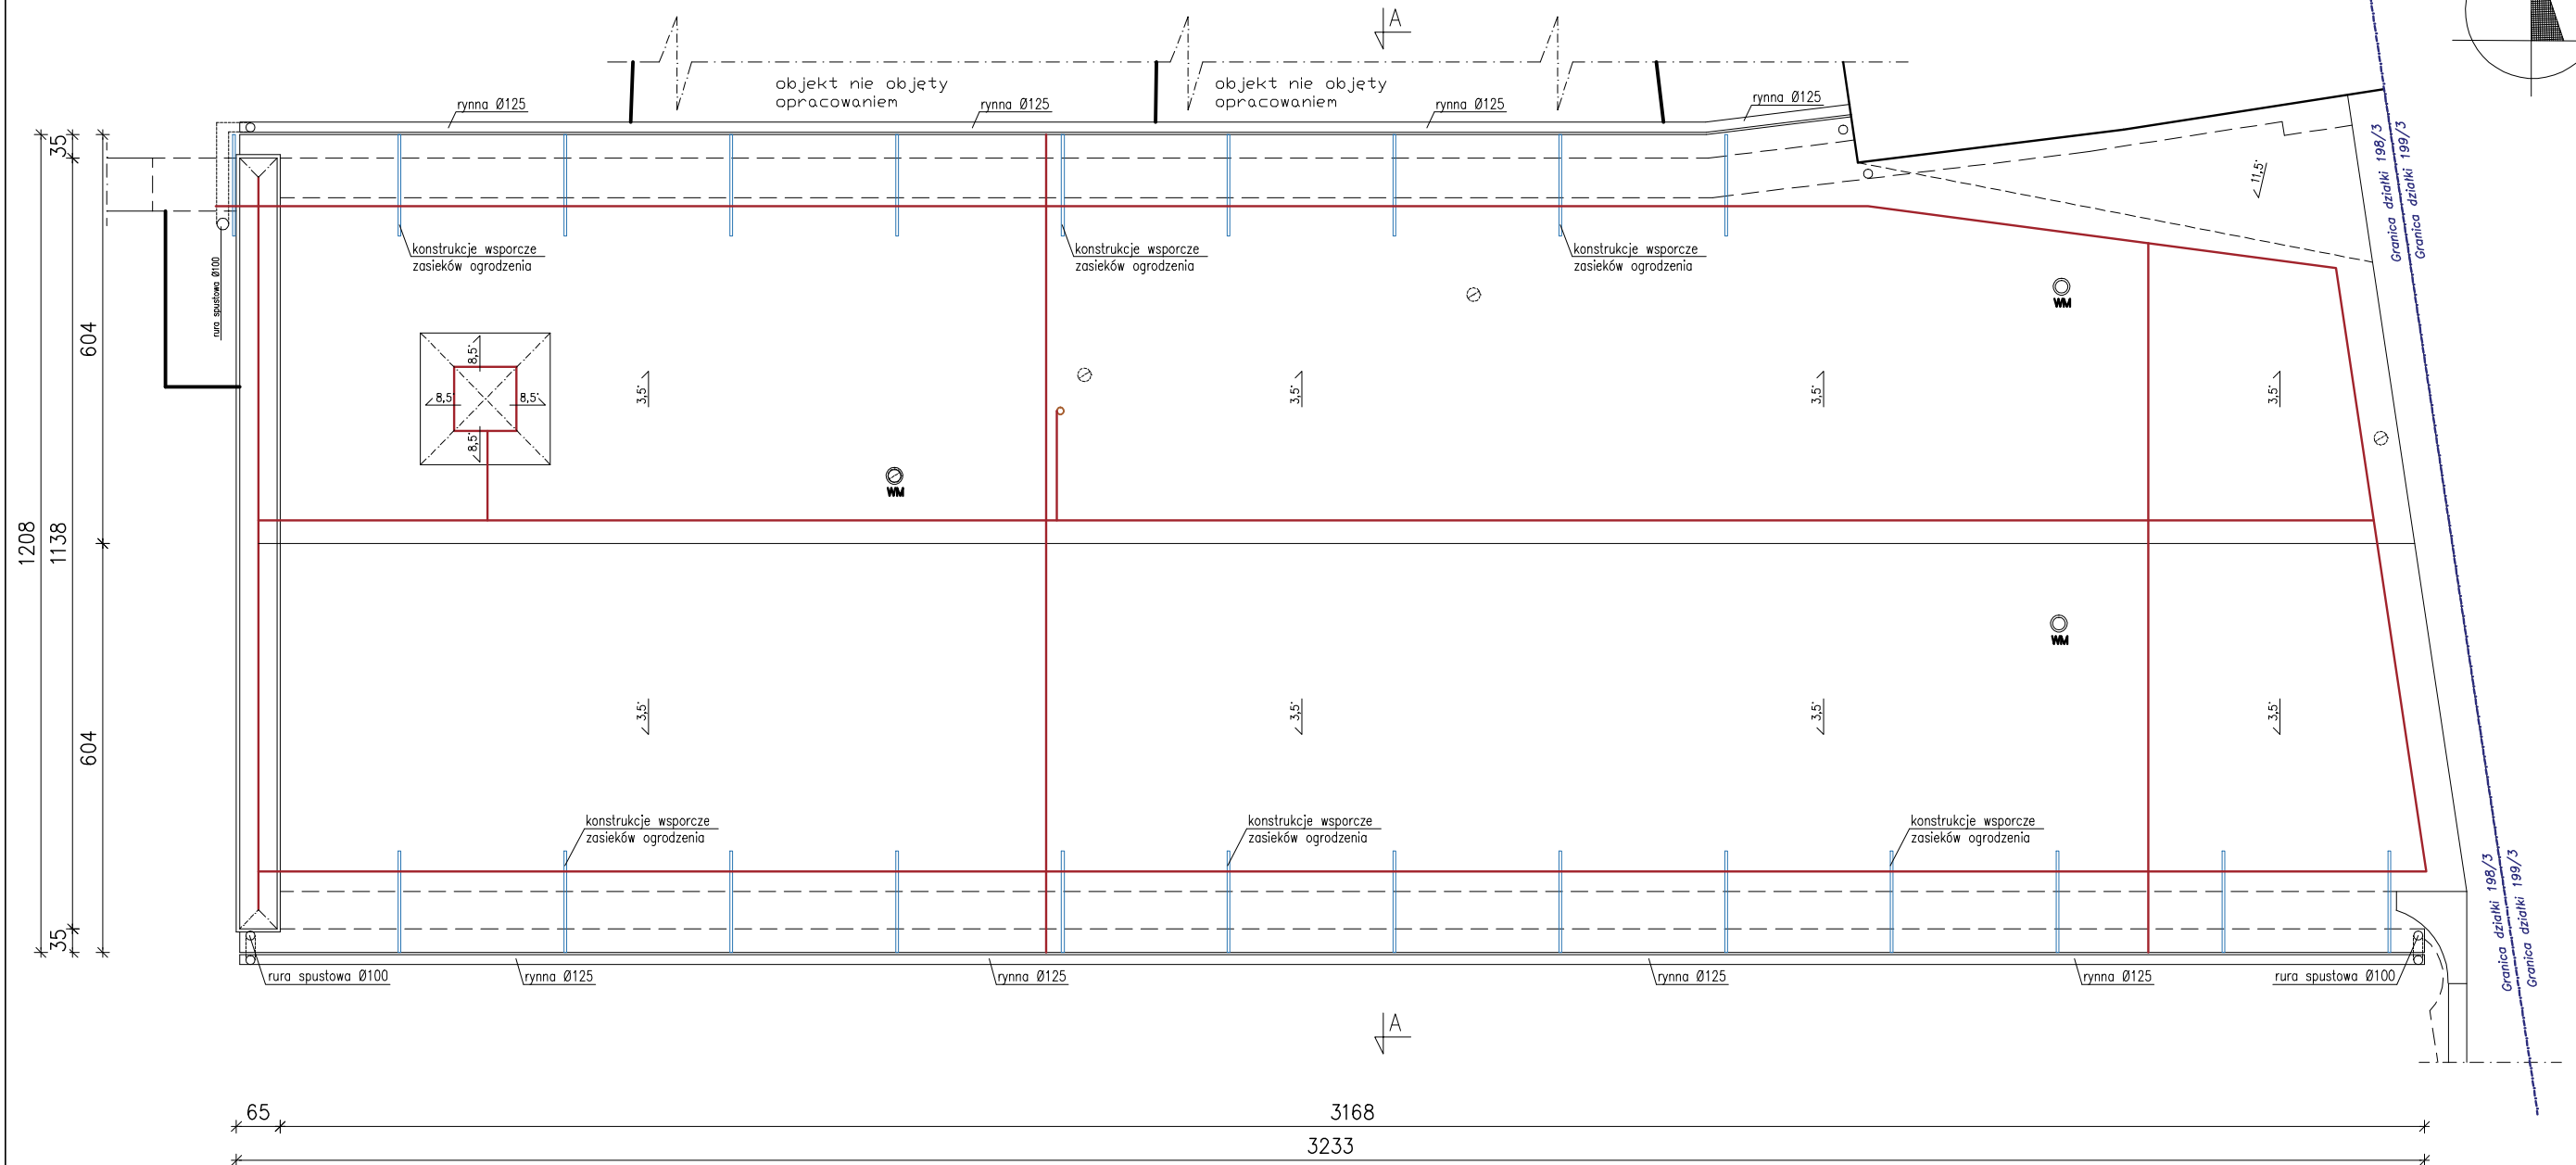 A
objekt nie objęty
opracowaniem
objekt nie objęty
opracowaniem
rynna Ø125
rynna Ø125
rynna Ø125
rynna Ø125
Granica działki 198/3
Granica działki 199/3
11,5°
35
konstrukcje wsporcze
zasieków ogrodzenia
konstrukcje wsporcze
zasieków ogrodzenia
konstrukcje wsporcze
zasieków ogrodzenia
rura spustowa Ø100
WM
604
8,5°
8,5°
8,5°
8,5°
3,5°
3,5°
3,5°
3,5°
WM
1208
1138
WM
604
3,5°
3,5°
3,5°
3,5°
konstrukcje wsporcze
zasieków ogrodzenia
konstrukcje wsporcze
zasieków ogrodzenia
konstrukcje wsporcze
zasieków ogrodzenia
Granica działki 198/3
Granica działki 199/3
35
rura spustowa Ø100
rynna Ø125
rynna Ø125
rynna Ø125
rynna Ø125
rura spustowa Ø100
A
65
3168
3233